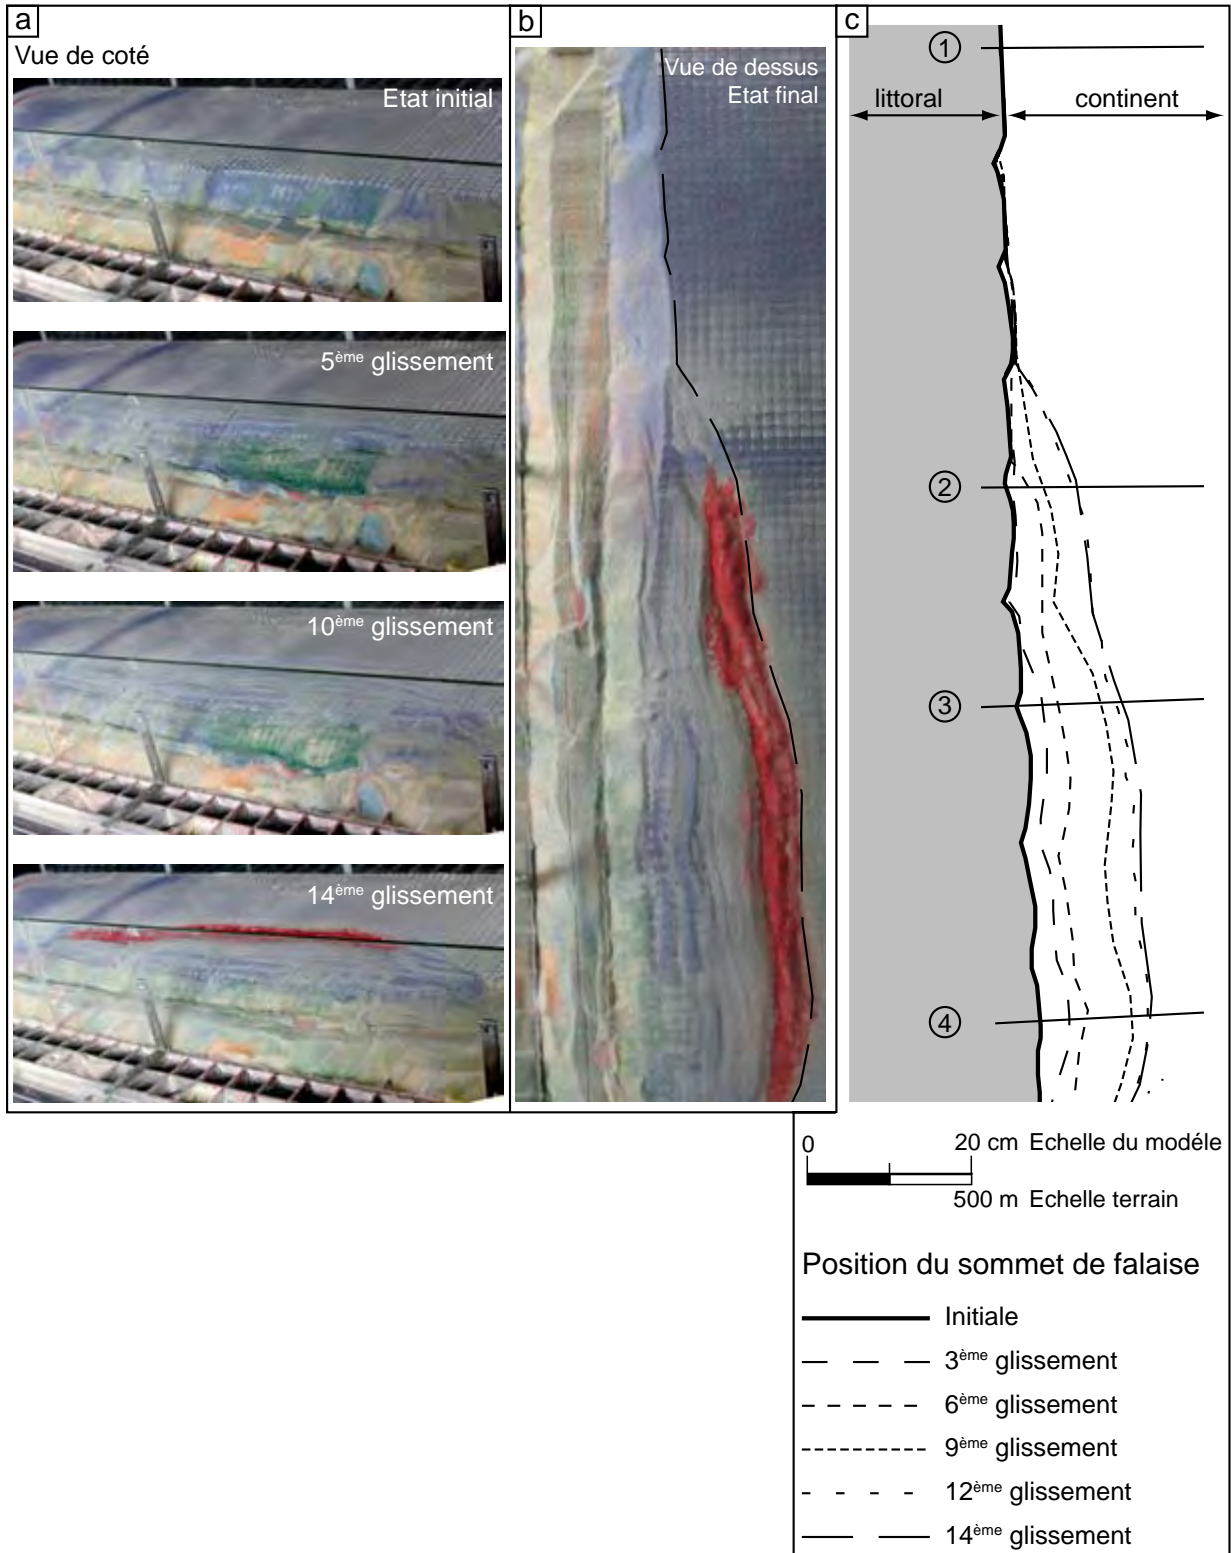 a
Vue de coté
Etat initial
5ème glissement
10ème glissement
14ème glissement
b
Vue de dessus
Etat final
c
1
littoral
continent
2
3
4
0
20 cm Echelle du modéle
500 m Echelle terrain
Position du sommet de falaise
Initiale
3ème glissement
6ème glissement
9ème glissement
12ème glissement
14ème glissement